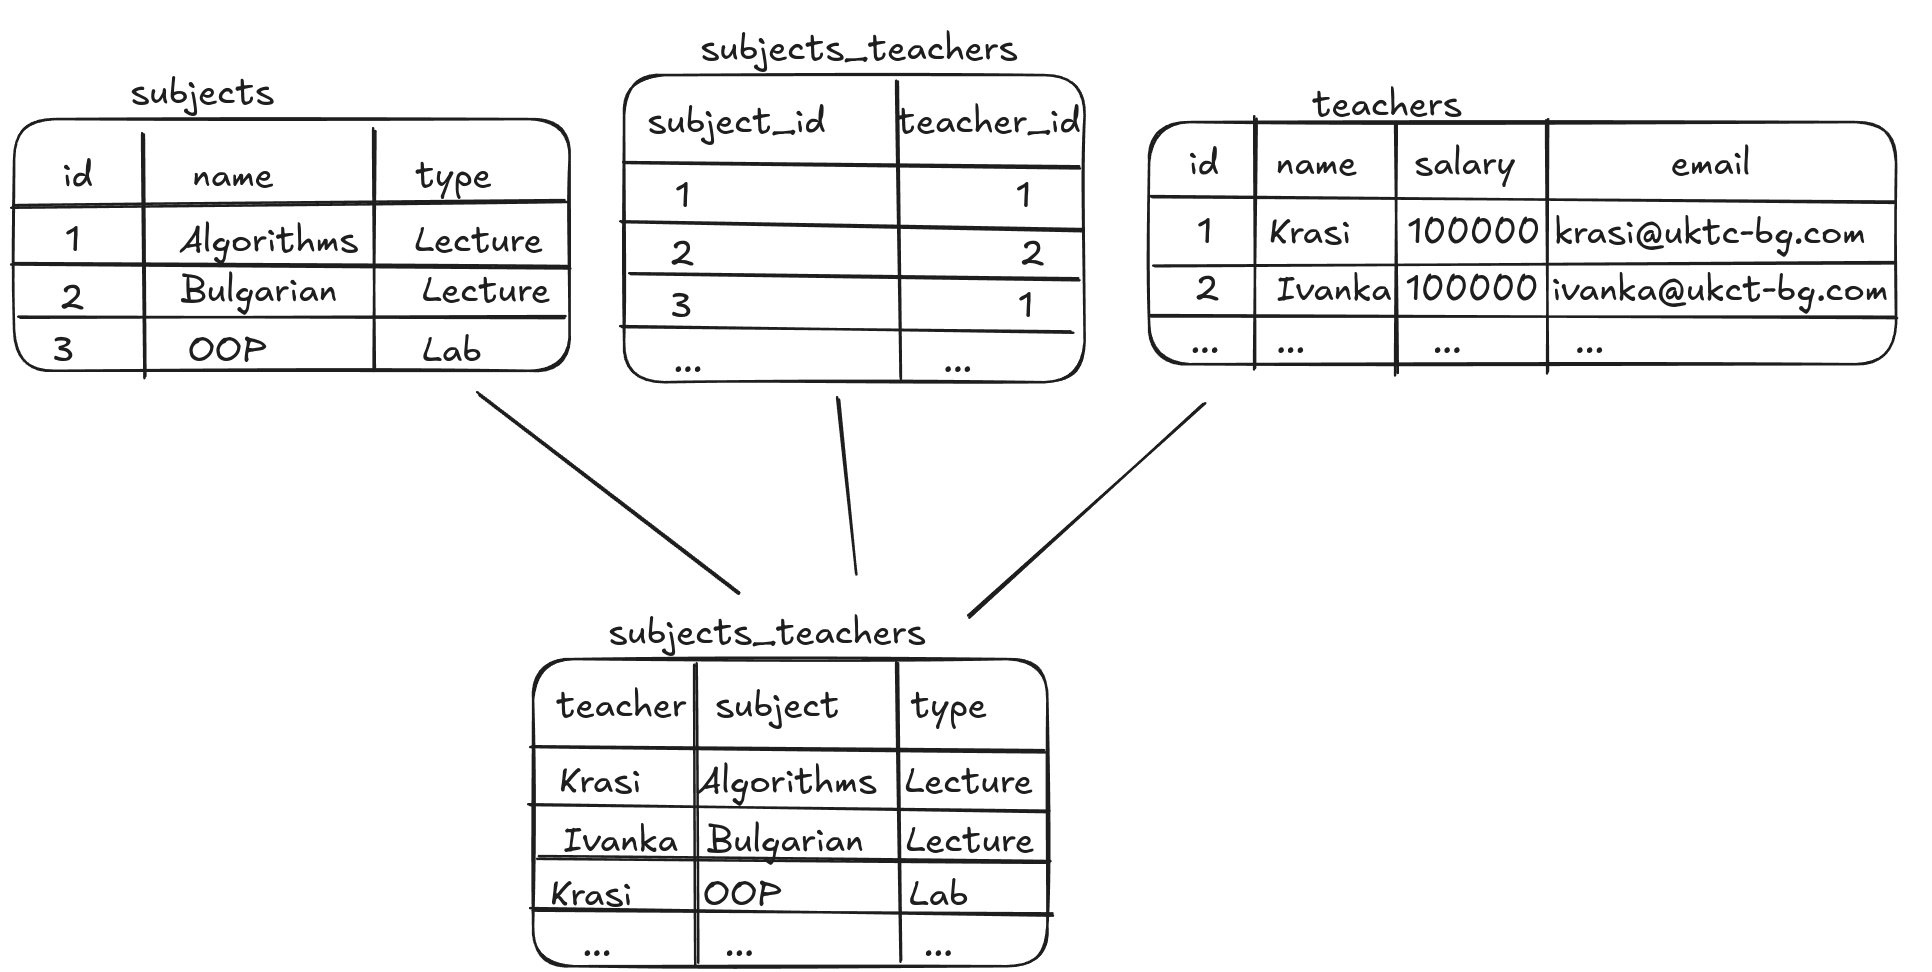 subjects
id name type
1 Algorithms Lecture
2 Bulgarian Lecture
3 OOP Lab
subjects_teachers
subject_id teacher_id
1 1
2 2
3 1
... ...
teachers
id name salary email
1 Krasi 100000 krasi@uktc-bg.com
2 Ivanka 100000 ivanka@ukct-bg.com
... ... ... ...
subjects_teachers
teacher subject type
Krasi Algorithms Lecture
Ivanka Bulgarian Lecture
Krasi OOP Lab
... ... ...